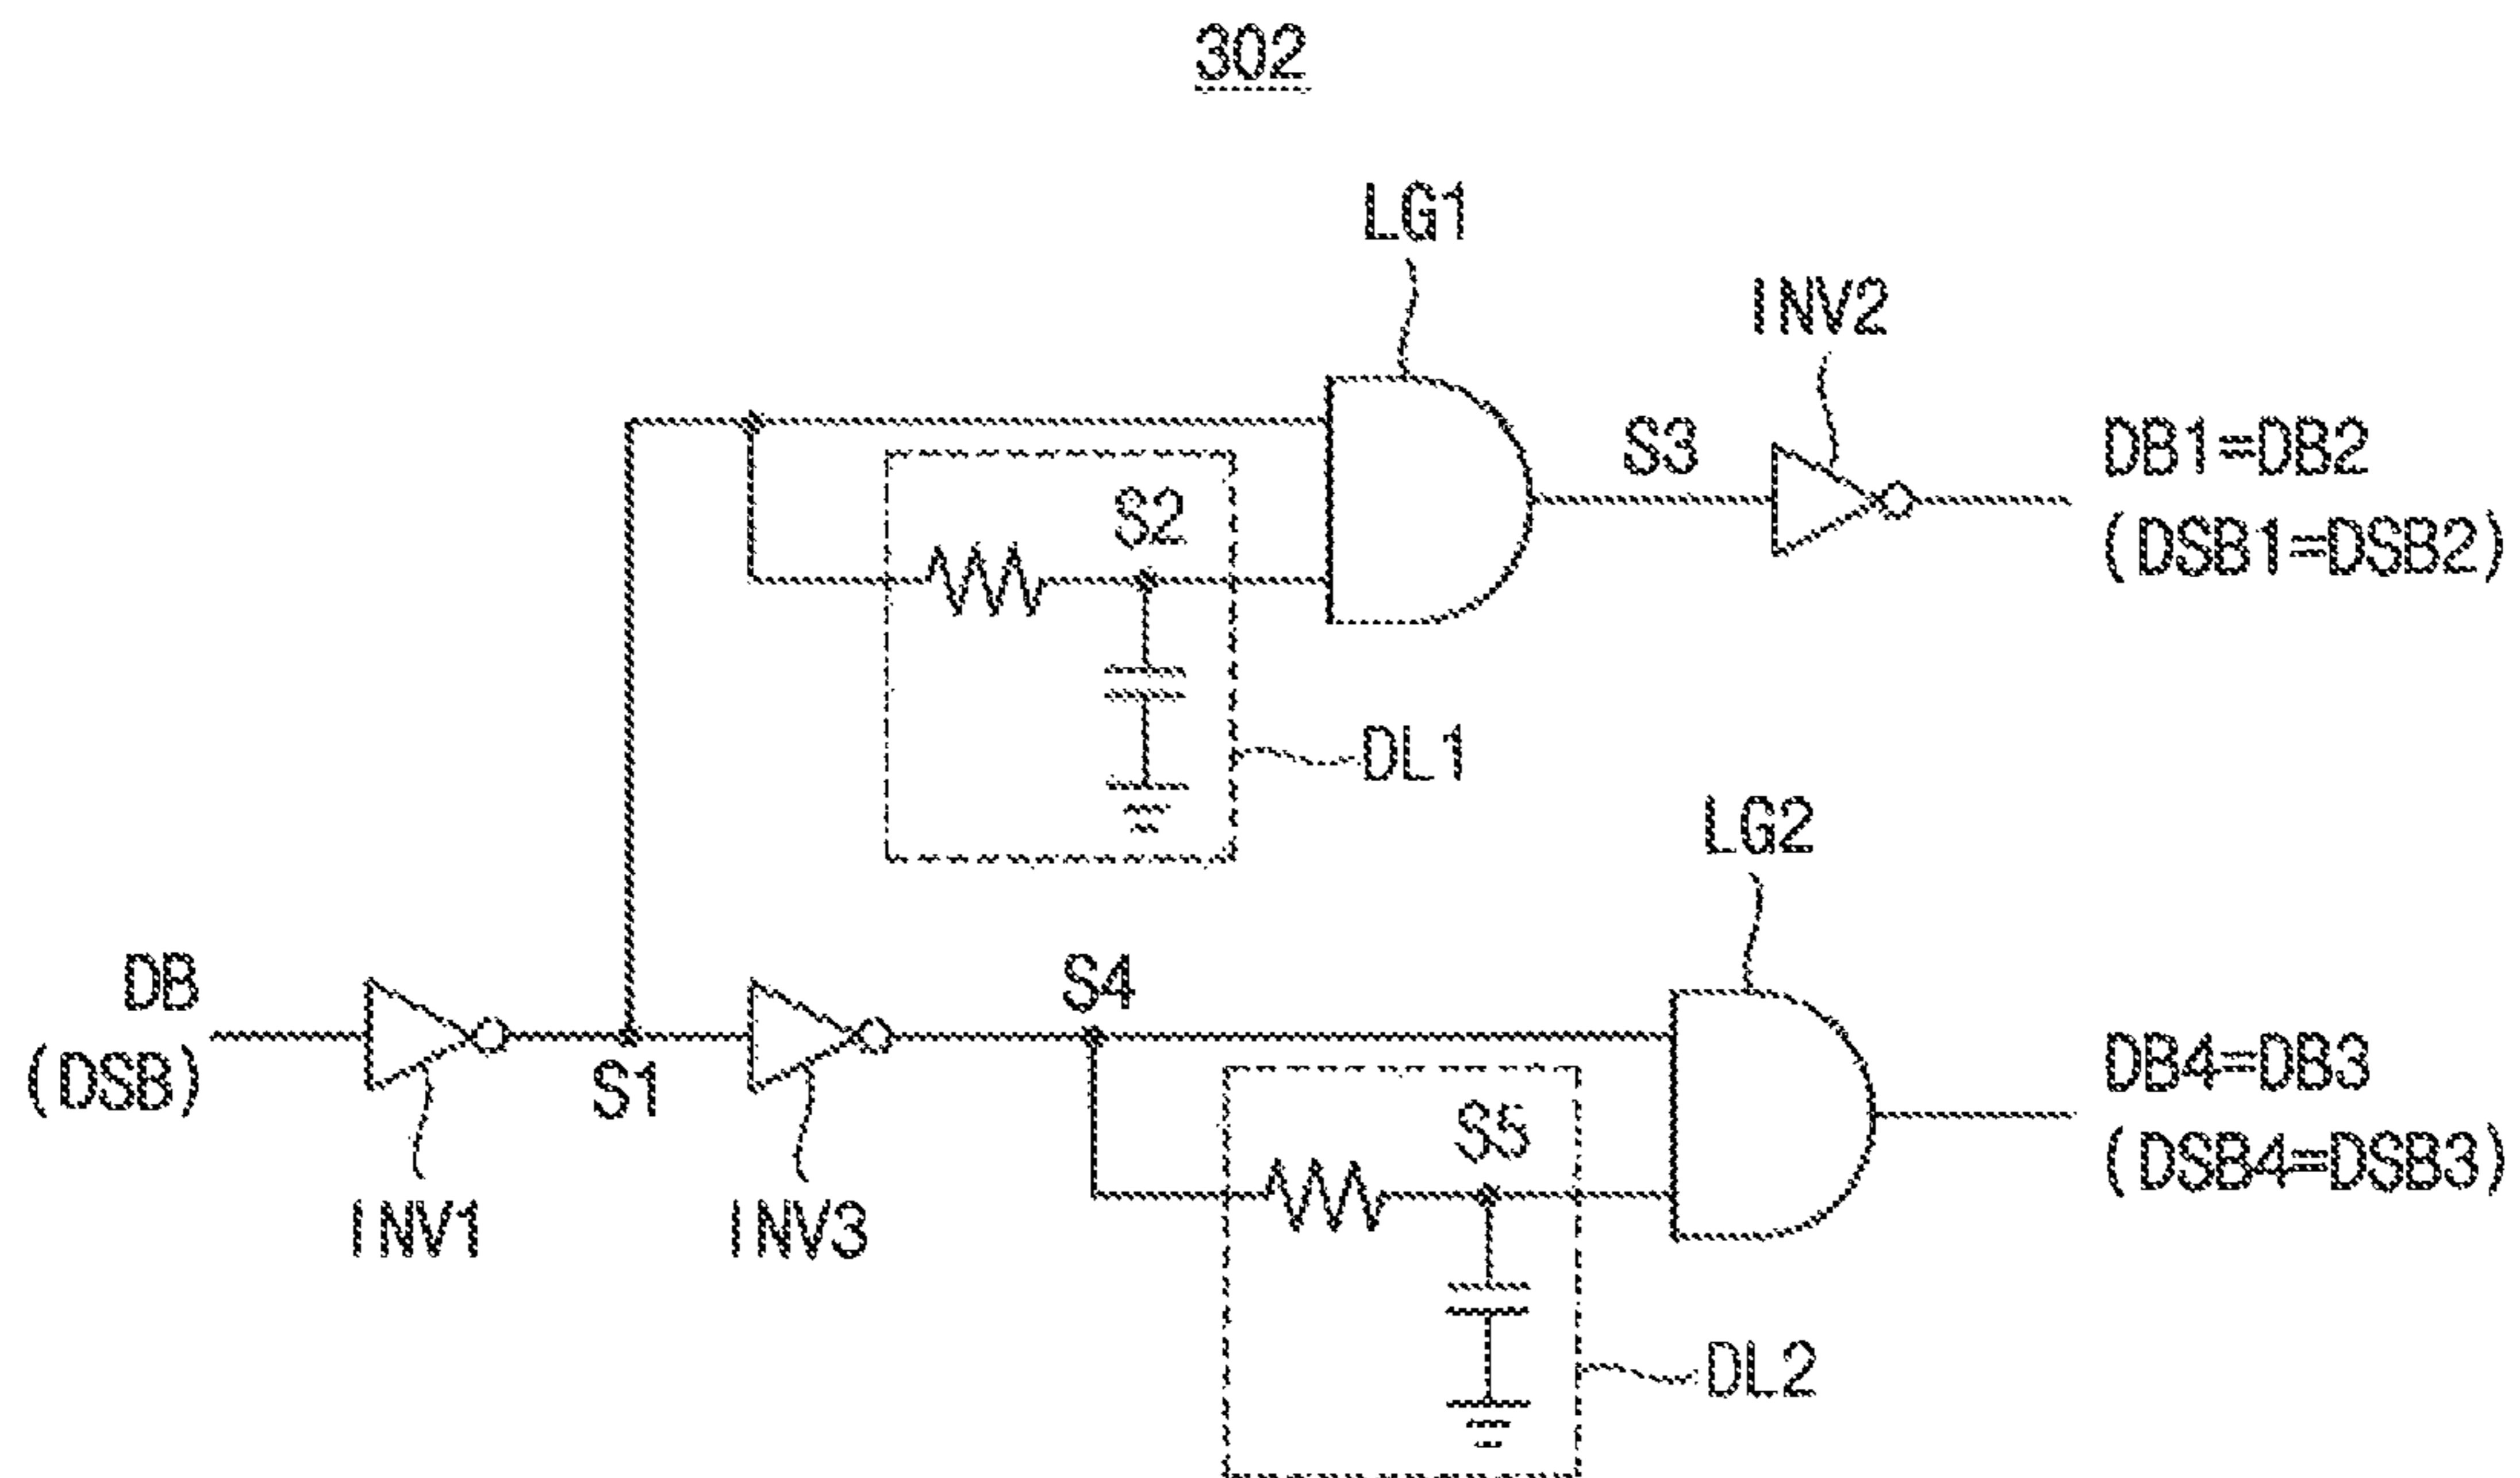 302
LG1
INV2
S3
DB1=DB2
(DSB1=DSB2)
S2
DL1
LG2
DB
(DSB)
S1
S4
DB4=DB3
(DSB4=DSB3)
S5
INV1
INV3
DL2